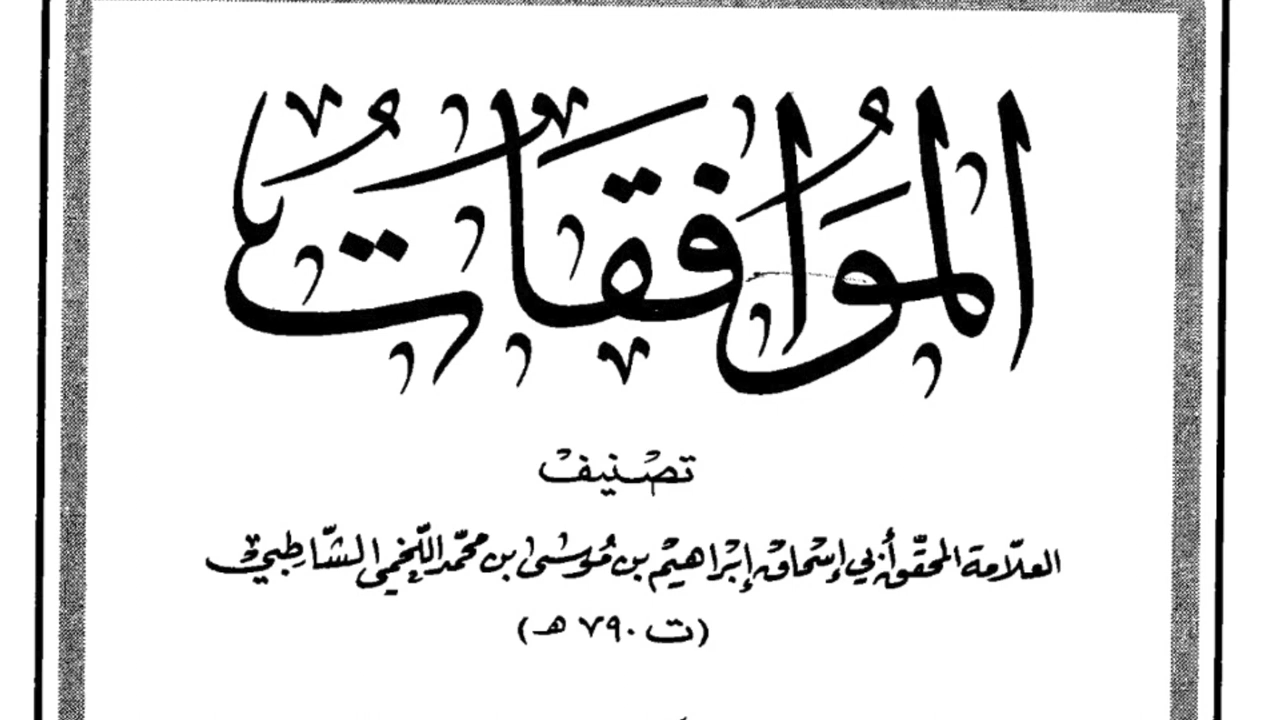 الموافقات
تصنيف
العلامة المحقق أبي إسحاق إبراهيم بن موسى بن محمد اللخمي الشاطبي
(ت ٧٩٠ هـ)